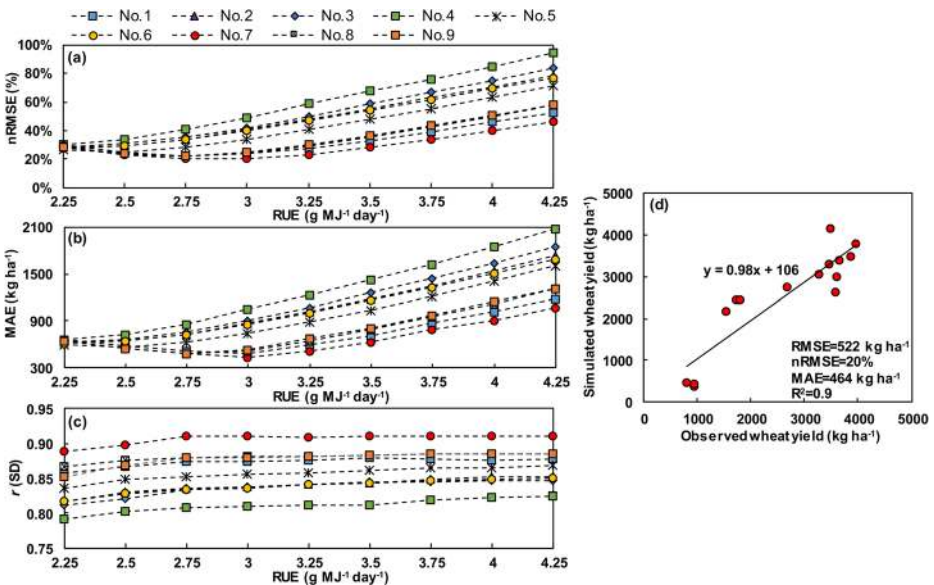 No.1 No.2 No.3 No.4 No.5
No.6 No.7 No.8 No.9
100%
80%
60%
40%
20%
0%
nRMSE (%)
(a)
2.25 2.5 2.75 3 3.25 3.5 3.75 4 4.25
RUE (g MJ⁻¹ day⁻¹)
2100
1500
900
300
MAE (kg ha⁻¹)
(b)
2.25 2.5 2.75 3 3.25 3.5 3.75 4 4.25
RUE (g MJ⁻¹ day⁻¹)
0.95
0.90
0.85
0.80
0.75
r (SD)
(c)
2.25 2.5 2.75 3 3.25 3.5 3.75 4 4.25
RUE (g MJ⁻¹ day⁻¹)
5000
4000
3000
2000
1000
0
Simulated wheat yield (kg ha⁻¹)
(d)
y = 0.98x + 106
RMSE=522 kg ha⁻¹
nRMSE=20%
MAE=464 kg ha⁻¹
R²=0.9
0 1000 2000 3000 4000 5000
Observed wheat yield (kg ha⁻¹)